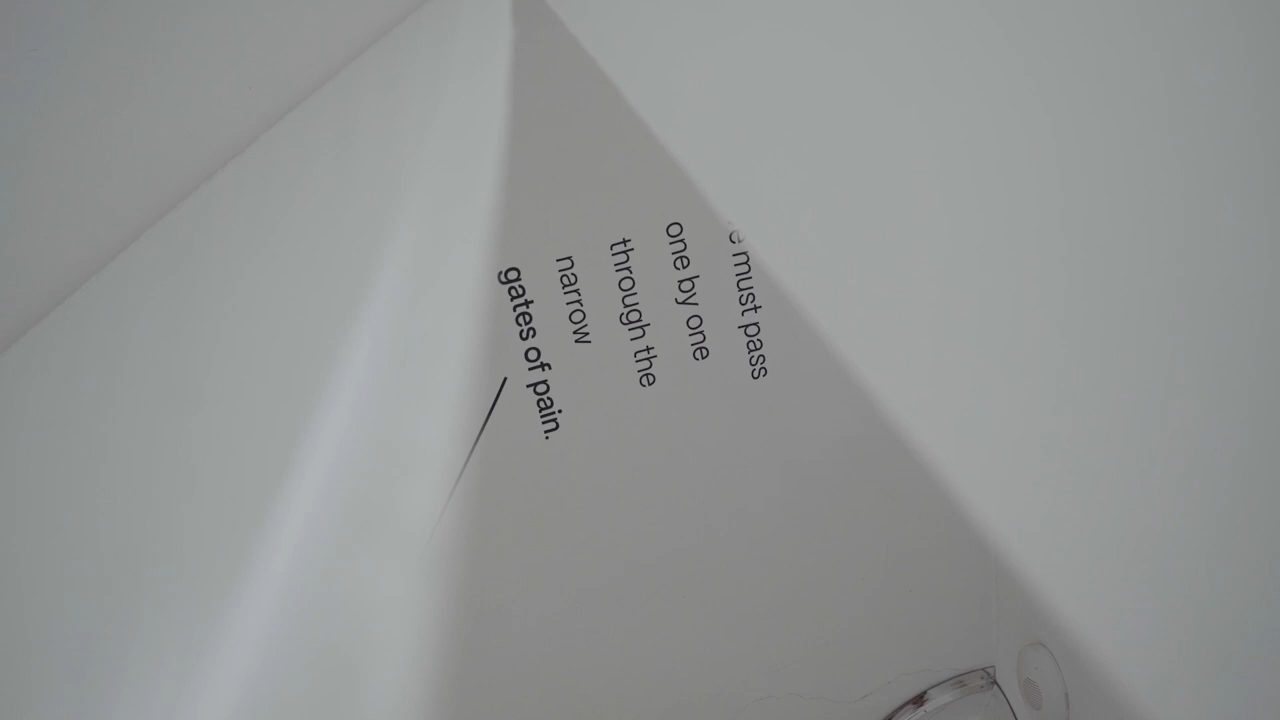 must pass
one by one
through the
narrow
gates of pain.